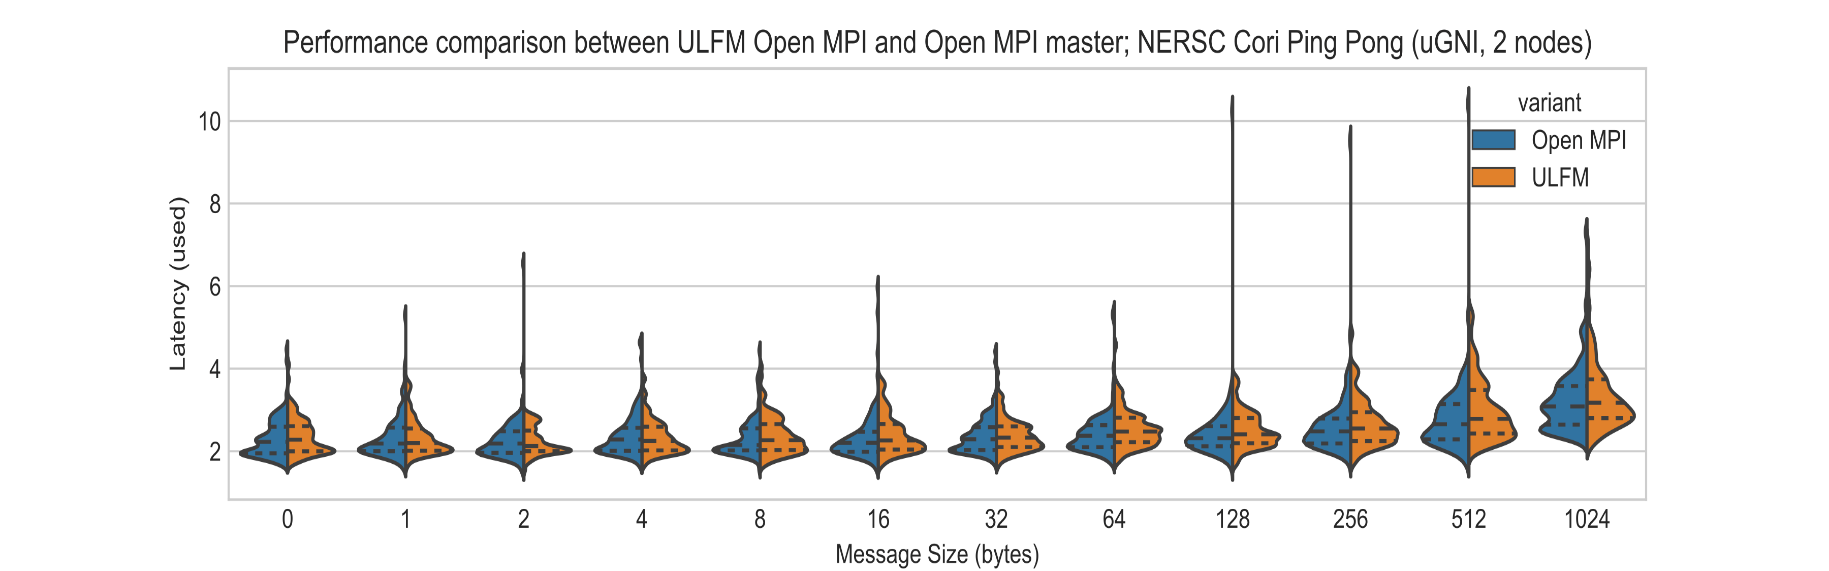 Performance comparison between ULFM Open MPI and Open MPI master; NERSC Cori Ping Pong (uGNI, 2 nodes)
variant
Open MPI
ULFM
Latency (used)
10
8
6
4
2
0 1 2 4 8 16 32 64 128 256 512 1024
Message Size (bytes)